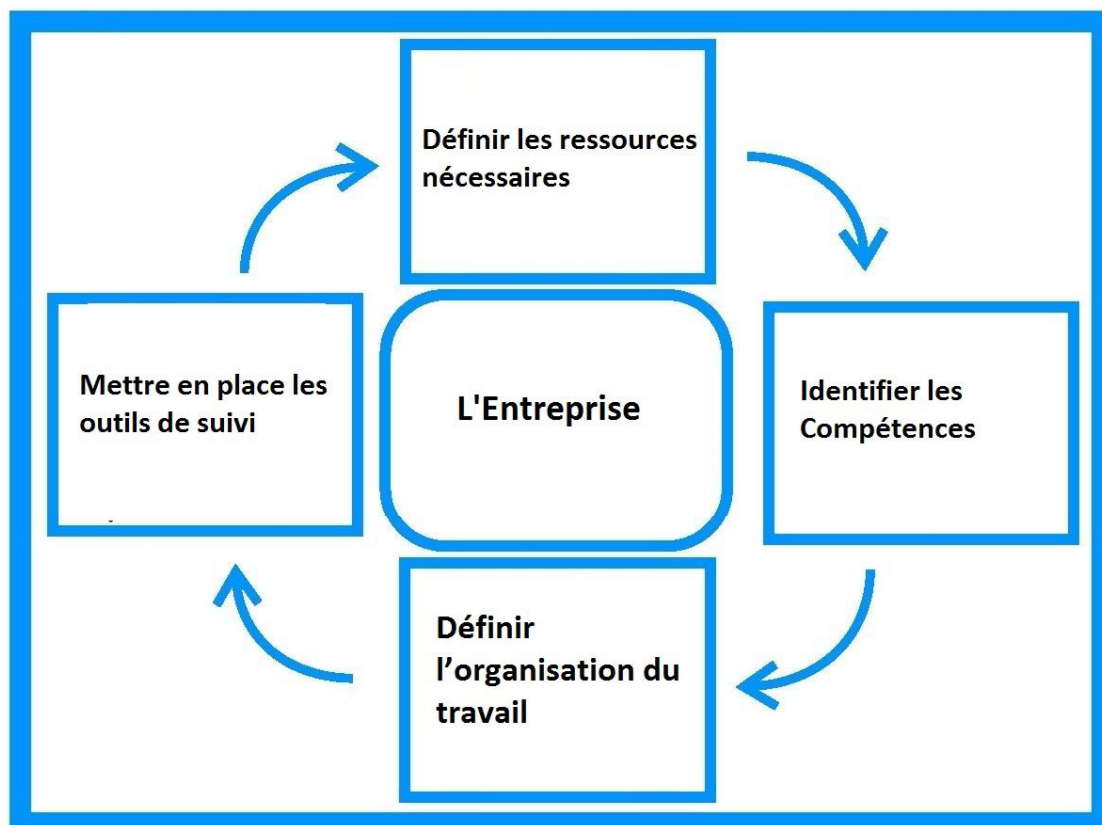 Définir les ressources
nécessaires
Mettre en place les
outils de suivi
L'Entreprise
Identifier les
Compétences
Définir
l’organisation du
travail